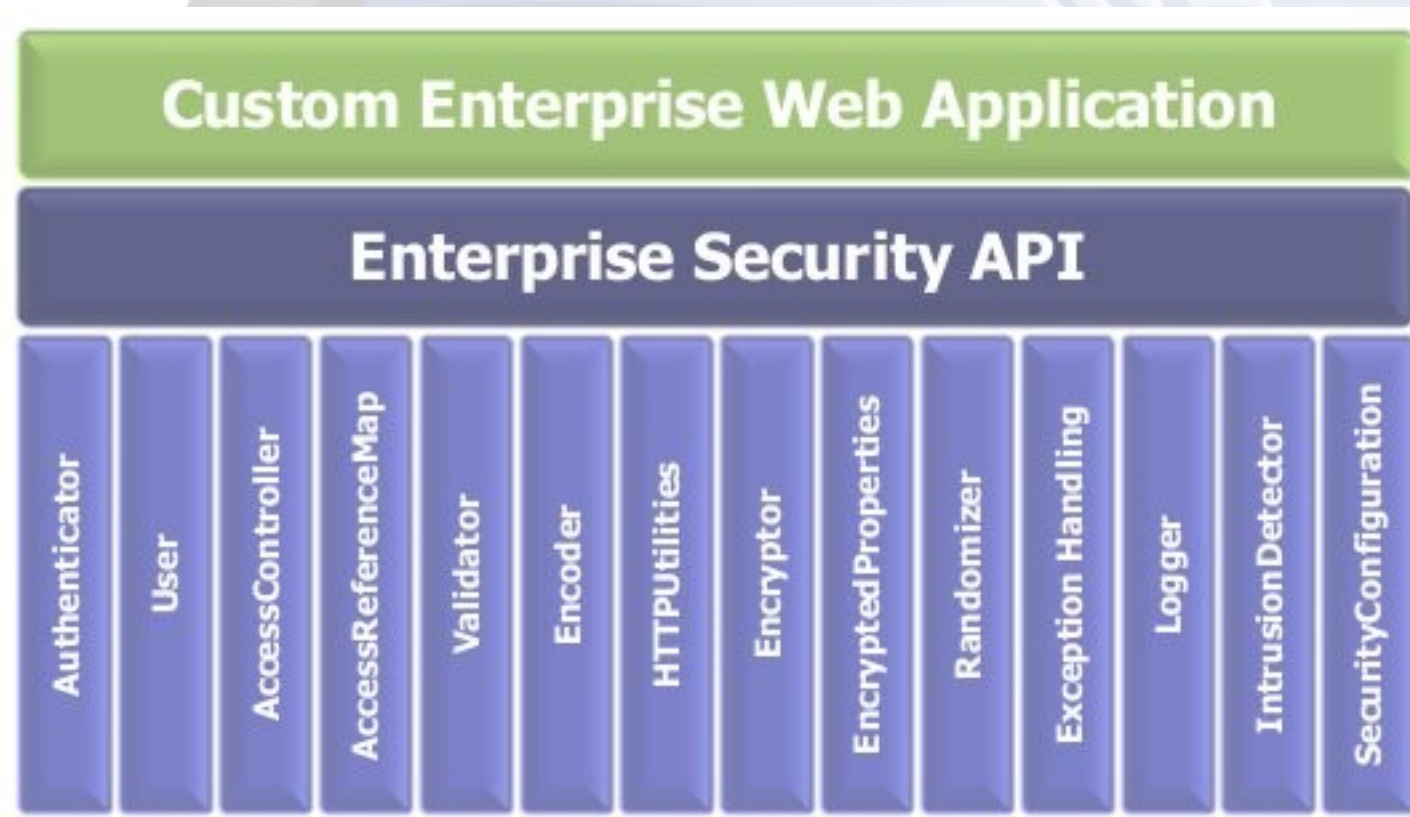 Custom Enterprise Web Application
Enterprise Security API
Authenticator
User
AccessController
AccessReferenceMap
Validator
Encoder
HTTPUtilities
Encryptor
EncryptedProperties
Randomizer
Exception Handling
Logger
IntrusionDetector
SecurityConfiguration